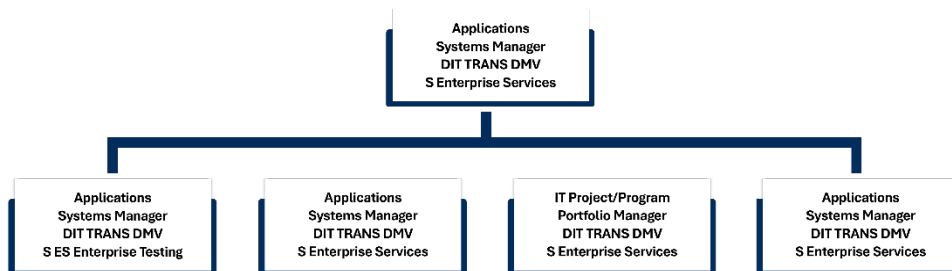 Applications
Systems Manager
DIT TRANS DMV
S Enterprise Services
Applications
Systems Manager
DIT TRANS DMV
S ES Enterprise Testing
Applications
Systems Manager
DIT TRANS DMV
S Enterprise Services
IT Project/Program
Portfolio Manager
DIT TRANS DMV
S Enterprise Services
Applications
Systems Manager
DIT TRANS DMV
S Enterprise Services